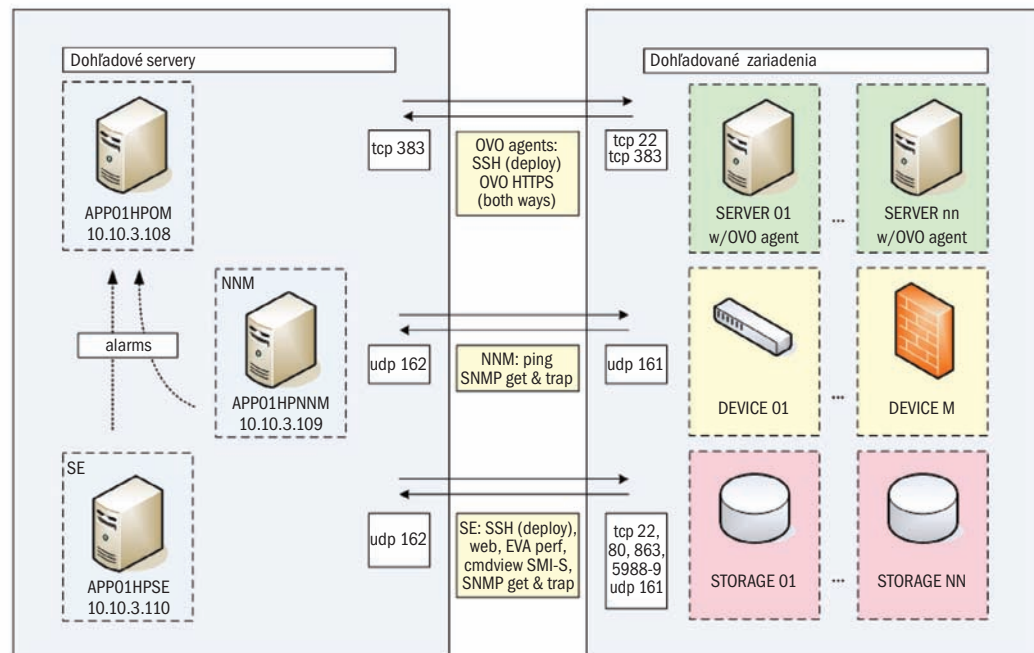 Dohľadové servery
APP01HPOM
10.10.3.108
NNM
alarms
APP01HPNNM
10.10.3.109
SE
APP01HPSE
10.10.3.110
tcp 383
OVO agents:
SSH (deploy)
OVO HTTPS
(both ways)
tcp 22
tcp 383
udp 162
NNM: ping
SNMP get & trap
udp 161
udp 162
SE: SSH (deploy),
web, EVA perf,
cmdview SMI-S,
SNMP get & trap
tcp 22,
80, 863,
5988-9
udp 161
Dohľadované zariadenia
SERVER 01
w/OVO agent
...
SERVER nn
w/OVO agent
DEVICE 01
...
DEVICE M
STORAGE 01
...
STORAGE NN